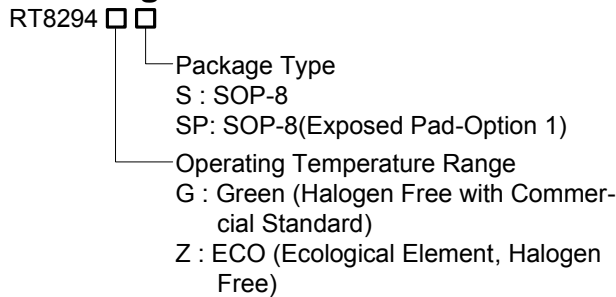 RT8294 □ □
Package Type
S : SOP-8
SP: SOP-8(Exposed Pad-Option 1)
Operating Temperature Range
G : Green (Halogen Free with Commer-
cial Standard)
Z : ECO (Ecological Element, Halogen
Free)